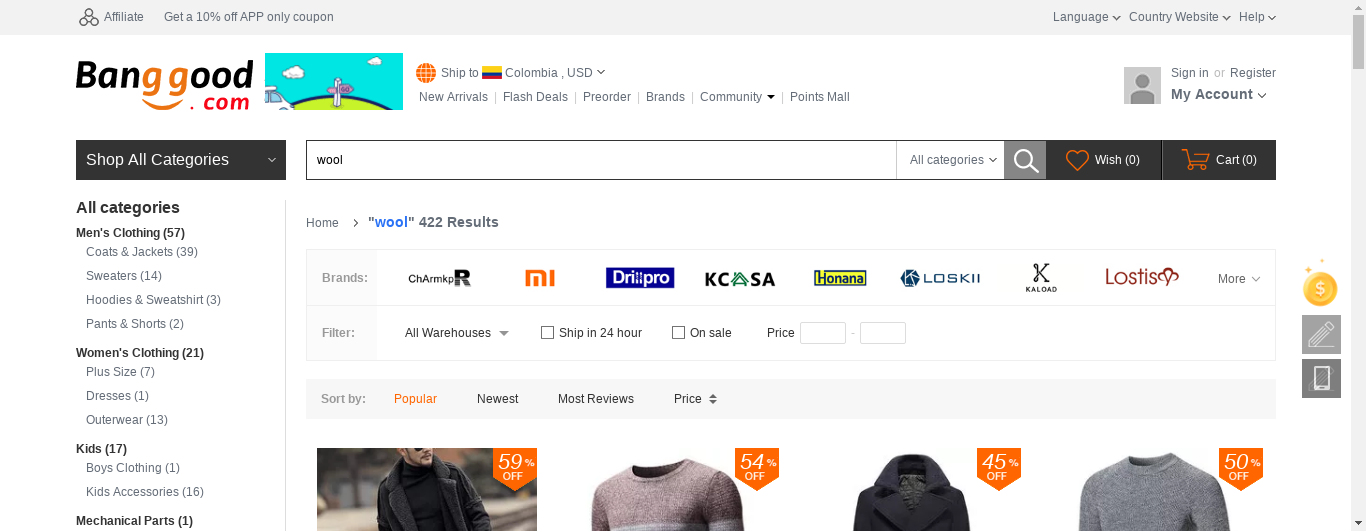 Affiliate Get a 10% off APP only coupon Language Country Website Help
Banggood.com
Ship to Colombia , USD
New Arrivals Flash Deals Preorder Brands Community Points Mall
Sign in or Register
My Account
Shop All Categories
wool All categories Wish (0) Cart (0)
All categories
Men's Clothing (57)
Coats & Jackets (39)
Sweaters (14)
Hoodies & Sweatshirt (3)
Pants & Shorts (2)
Women's Clothing (21)
Plus Size (7)
Dresses (1)
Outerwear (13)
Kids (17)
Boys Clothing (1)
Kids Accessories (16)
Mechanical Parts (1)
Home "wool" 422 Results
Brands: ChArmkpR MI Drillpro KCASA Honana LOSKII K KALOAD Lostisy More
Filter: All Warehouses Ship in 24 hour On sale Price -
Sort by: Popular Newest Most Reviews Price
59% OFF
54% OFF
45% OFF
50% OFF
$